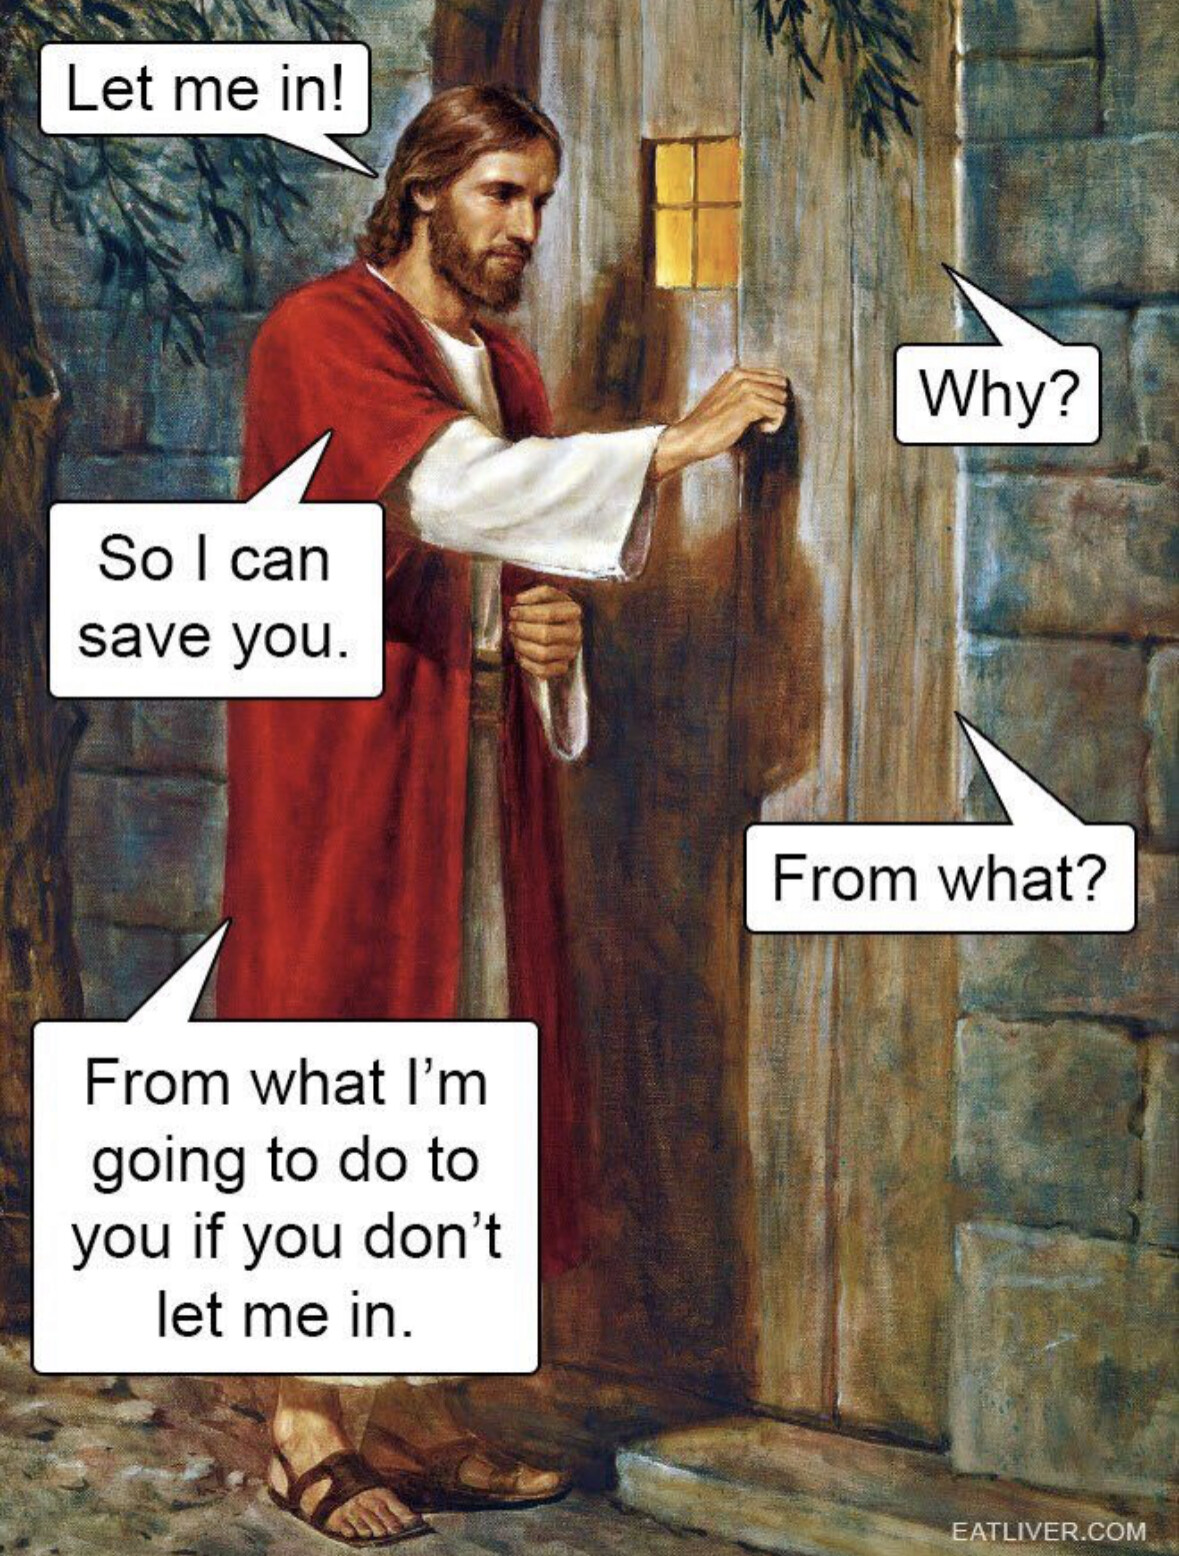 Let me in!
Why?
So I can
save you.
From what?
From what I'm
going to do to
you if you don't
let me in.
EATLIVER.COM